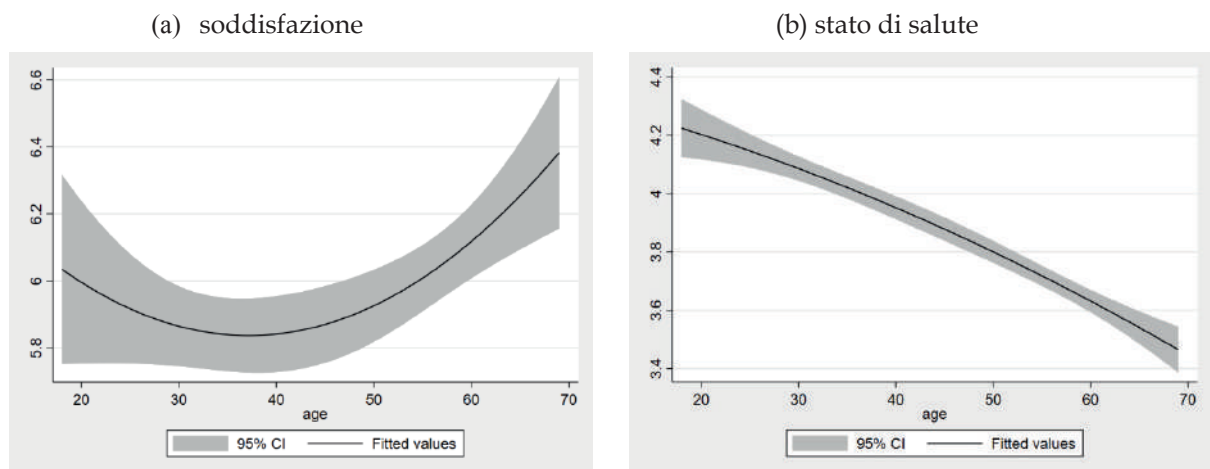 (a) soddisfazione
(b) stato di salute
6.6
6.4
6.2
6
5.8
20 30 40 50 60 70
age
95% CI Fitted values
4.4
4.2
4
3.8
3.6
3.4
20 30 40 50 60 70
age
95% CI Fitted values